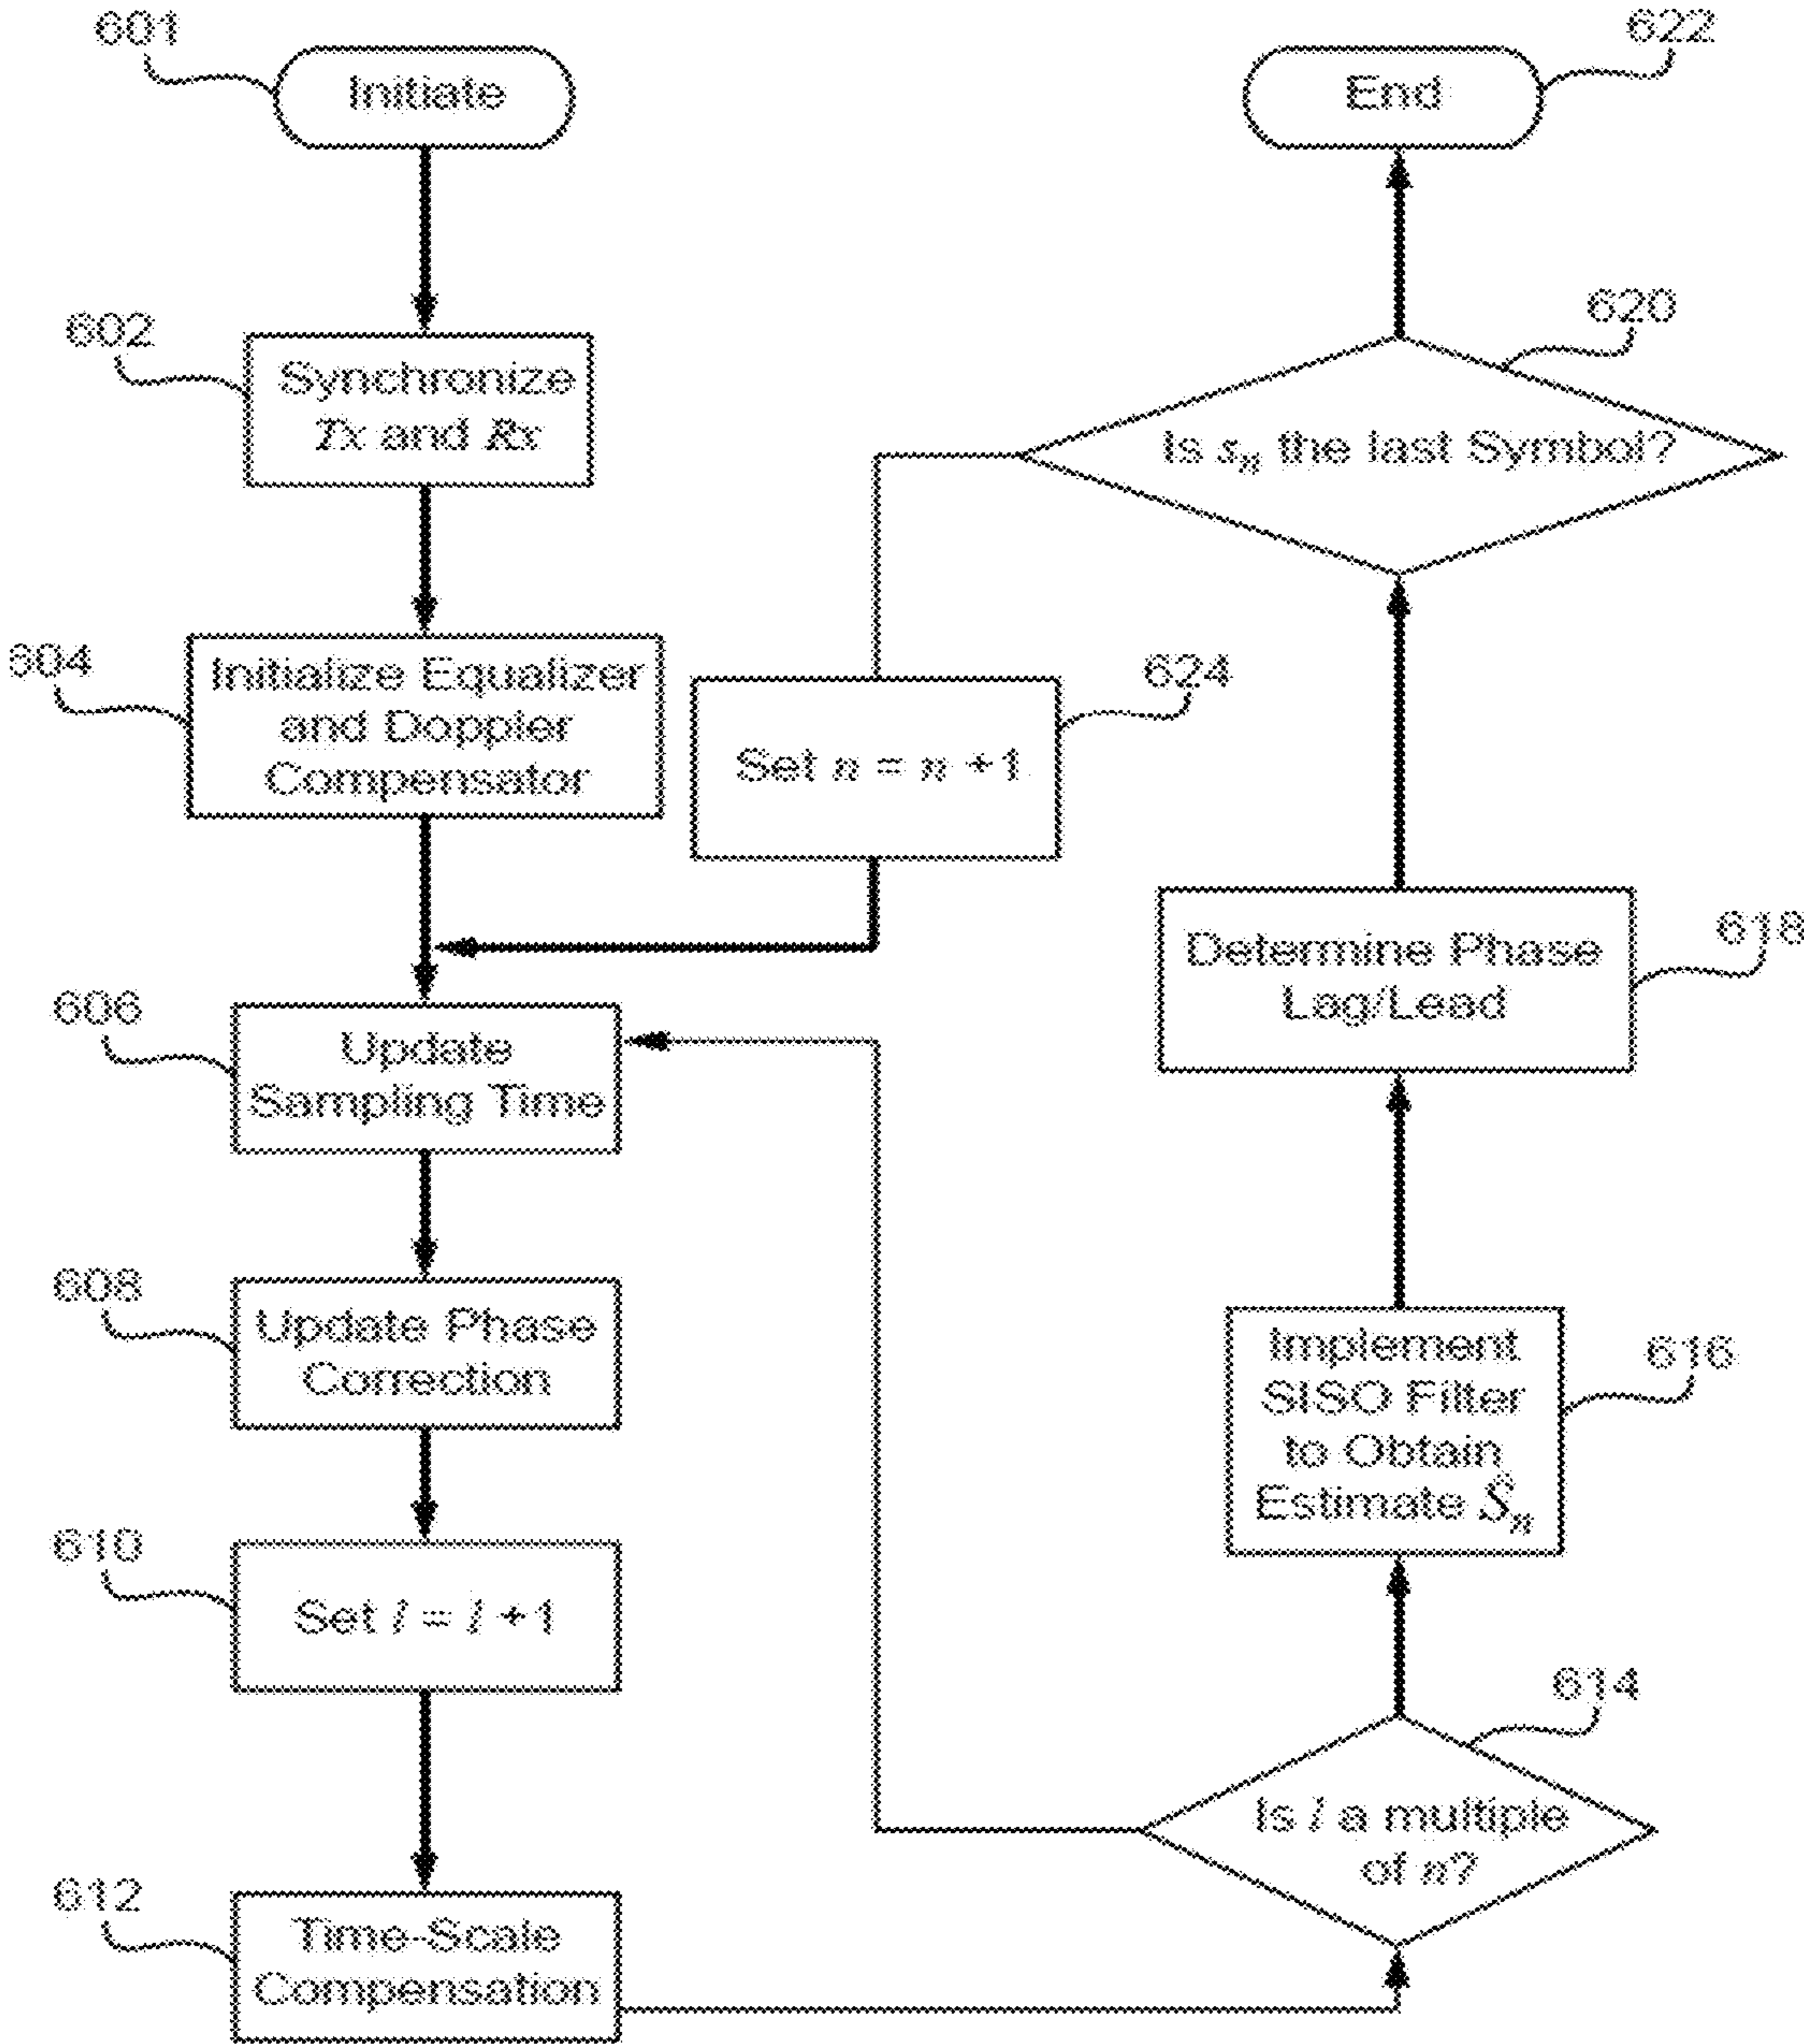 601
Initiate
602
Synchronize
Tx and Rx
604
Initialize Equalizer
and Doppler
Compensator
606
Update
Sampling Time
608
Update Phase
Correction
610
Set l = l +1
612
Time-Scale
Compensation
614
Is l a multiple
of n?
616
Implement
SISO Filter
to Obtain
Estimate Ŝn
618
Determine Phase
Lag/Lead
620
Is sn the last Symbol?
622
End
624
Set n = n +1